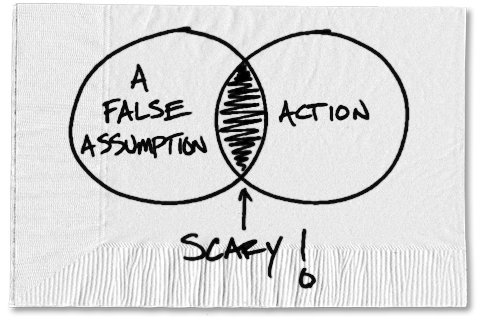 A
FALSE
ASSUMPTION
ACTION
SCARY!